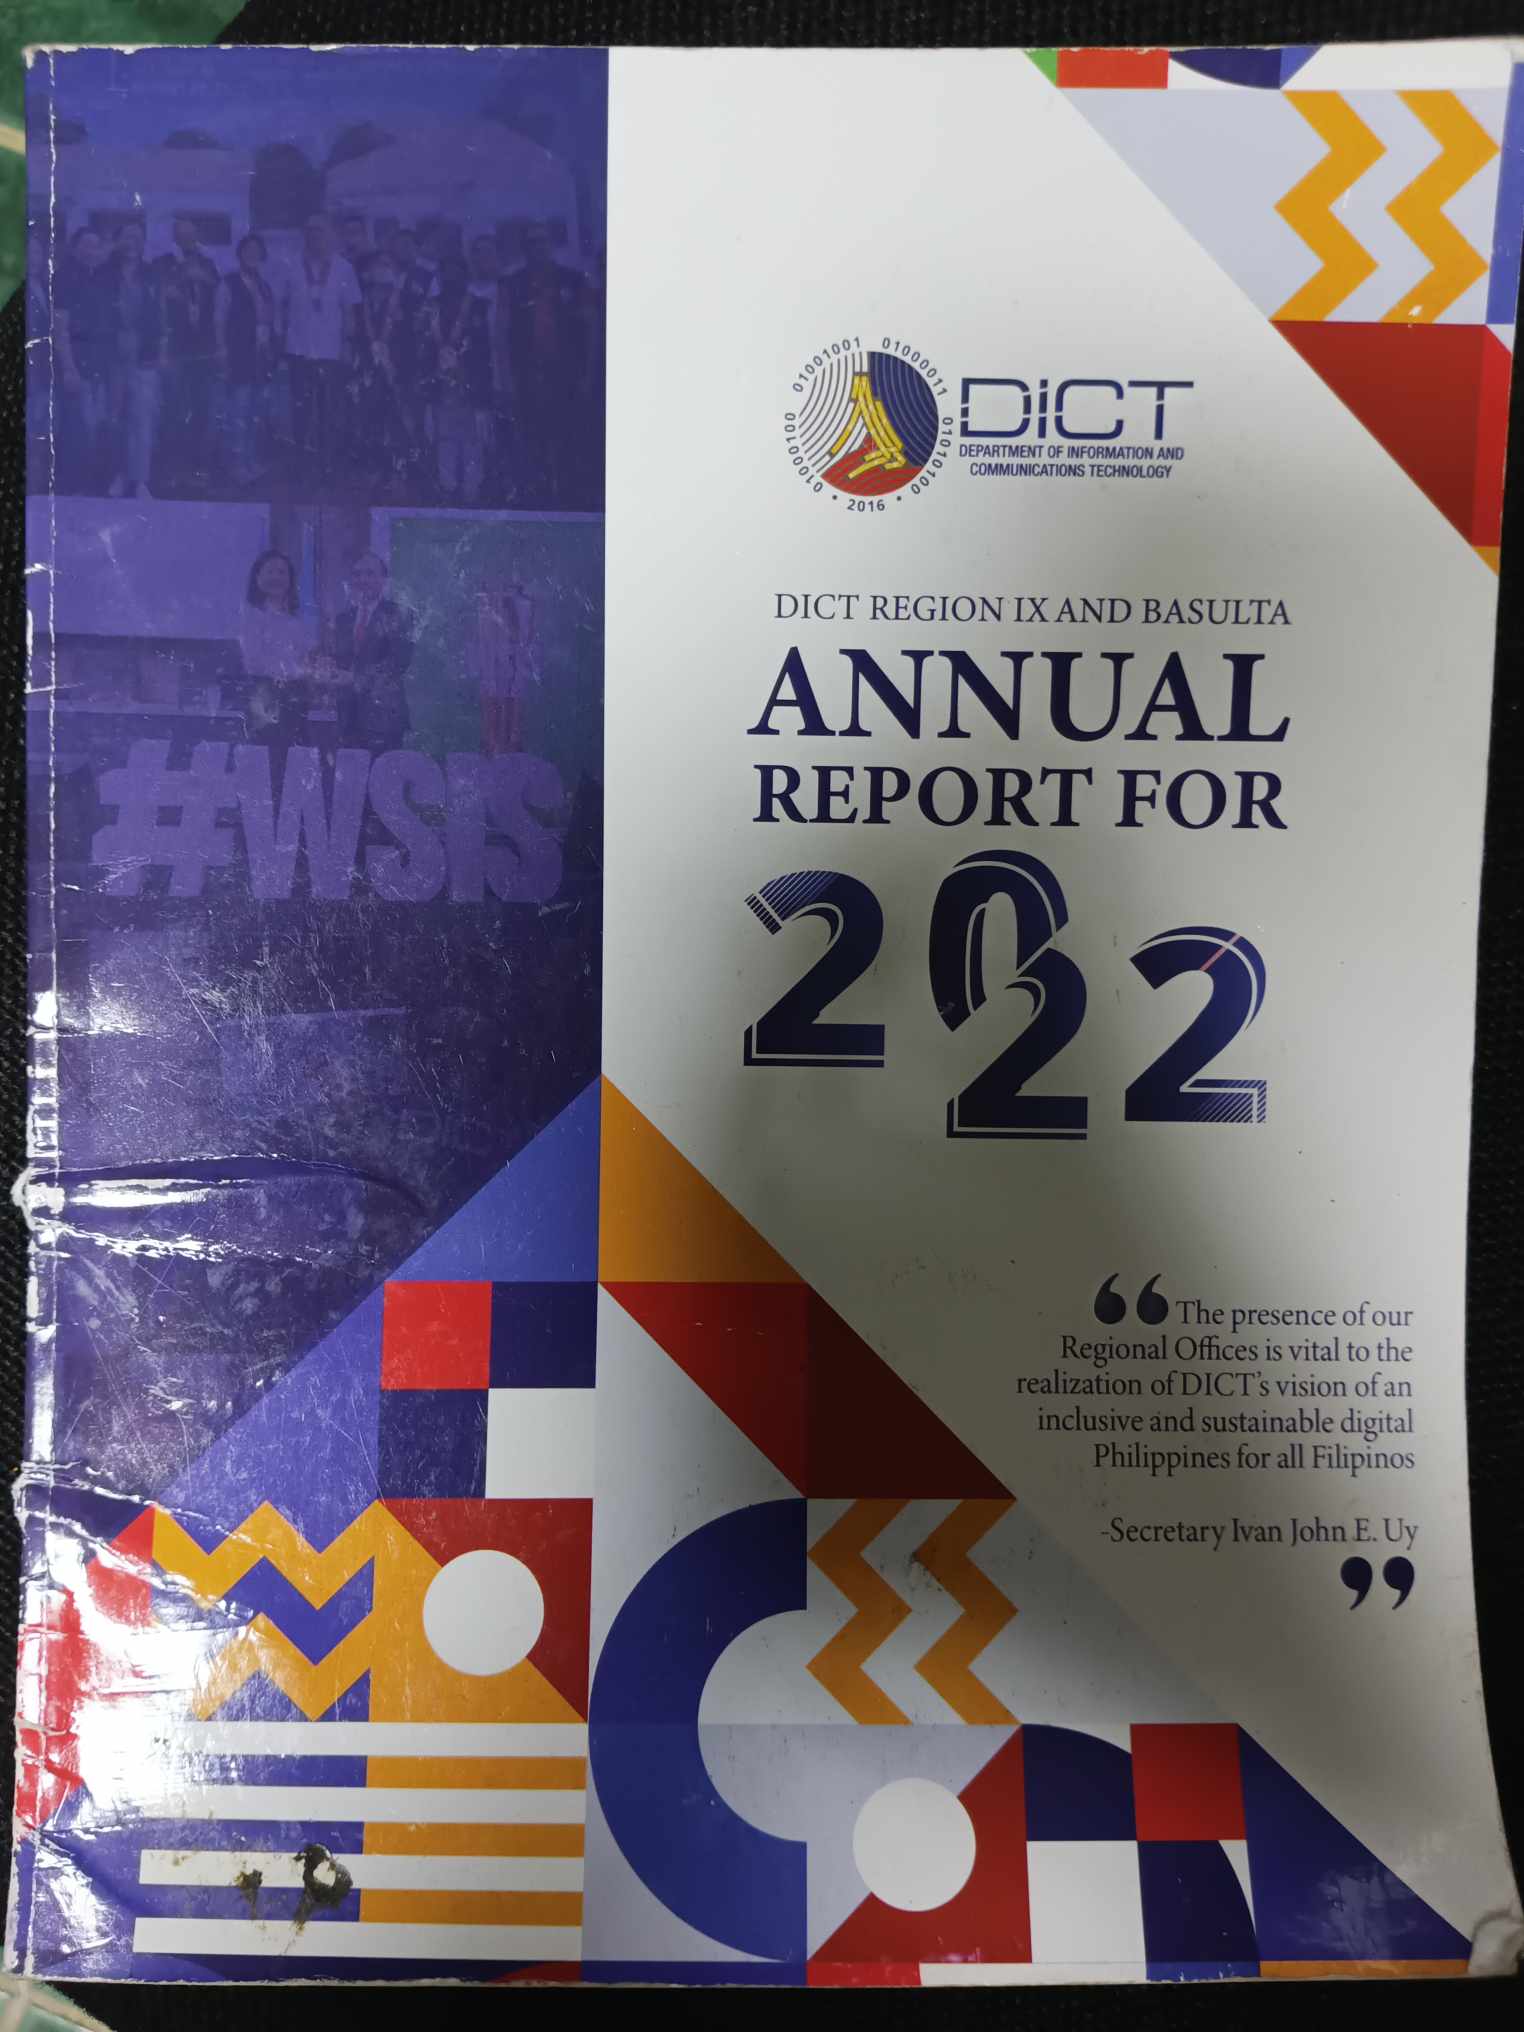 #WSIS
01001001 01000011 01010100 01000100 • 2016 •
DICT
DEPARTMENT OF INFORMATION AND
COMMUNICATIONS TECHNOLOGY
DICT REGION IX AND BASULTA
ANNUAL
REPORT FOR
2022
“ The presence of our
Regional Offices is vital to the
realization of DICT’s vision of an
inclusive and sustainable digital
Philippines for all Filipinos
-Secretary Ivan John E. Uy
”